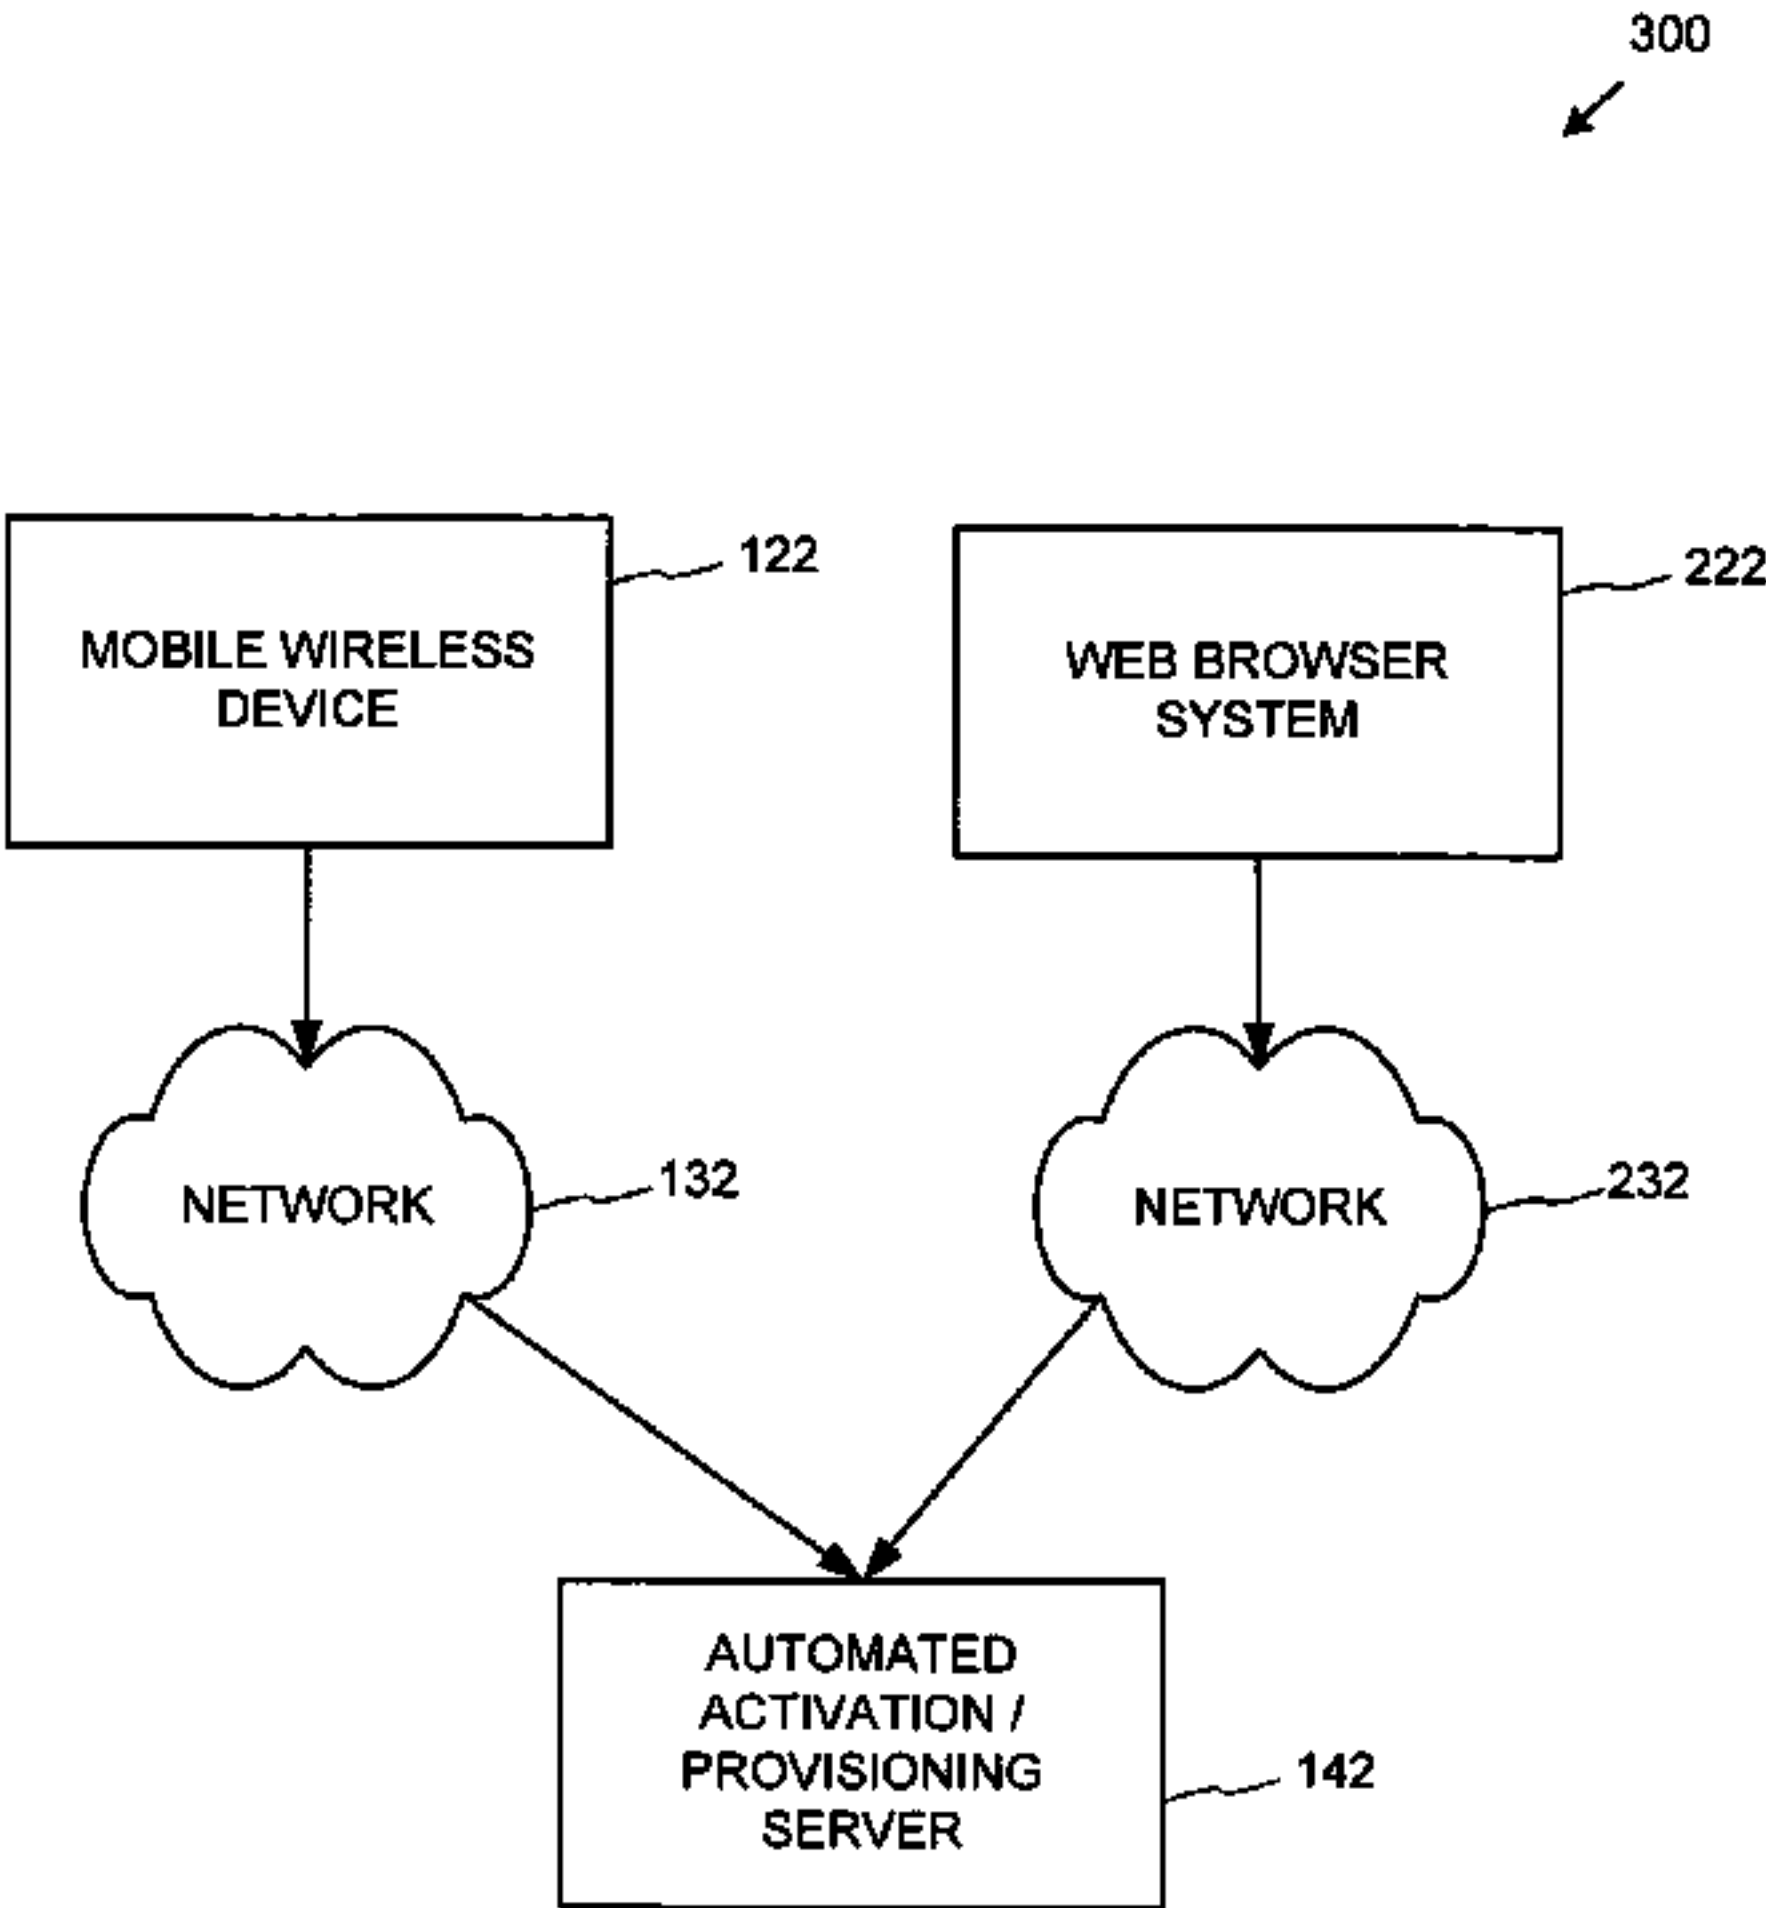 300
122
MOBILE WIRELESS
DEVICE
222
WEB BROWSER
SYSTEM
132
NETWORK
232
NETWORK
AUTOMATED
ACTIVATION /
PROVISIONING
SERVER
142